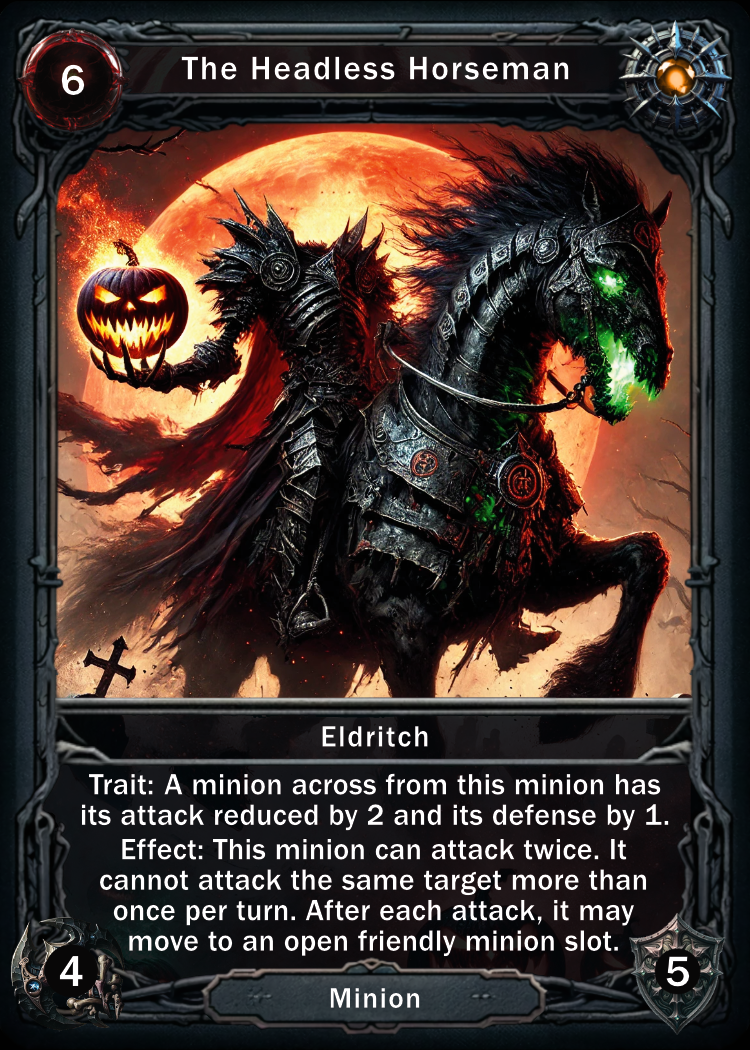 6
The Headless Horseman
Eldritch
Trait: A minion across from this minion has
its attack reduced by 2 and its defense by 1.
Effect: This minion can attack twice. It
cannot attack the same target more than
once per turn. After each attack, it may
move to an open friendly minion slot.
4
5
Minion